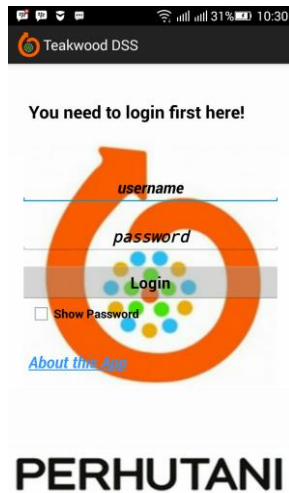 31% 10:30
Teakwood DSS
You need to login first here!
username
password
Login
Show Password
About this App
PERHUTANI